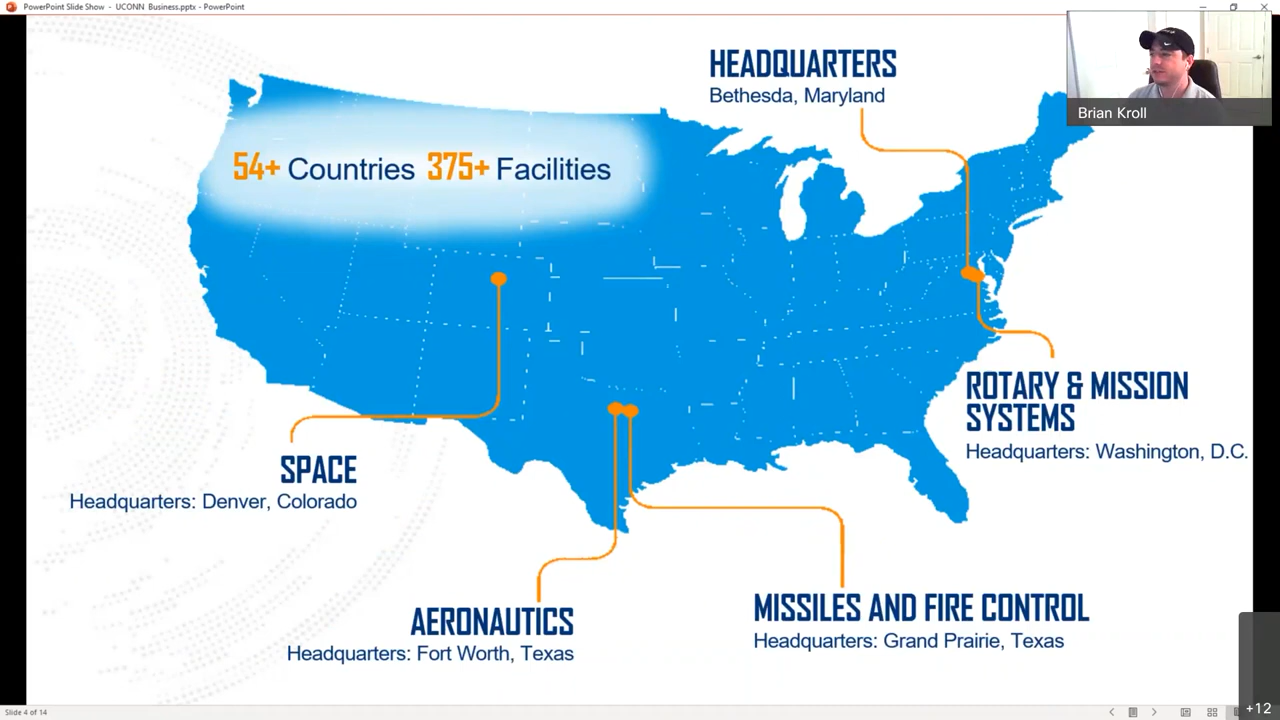 PowerPoint Slide Show - UCONN Business.pptx - PowerPoint
HEADQUARTERS
Bethesda, Maryland
Brian Kroll
54+ Countries 375+ Facilities
ROTARY & MISSION
SYSTEMS
Headquarters: Washington, D.C.
SPACE
Headquarters: Denver, Colorado
AERONAUTICS
Headquarters: Fort Worth, Texas
MISSILES AND FIRE CONTROL
Headquarters: Grand Prairie, Texas
Slide 4 of 14
+12